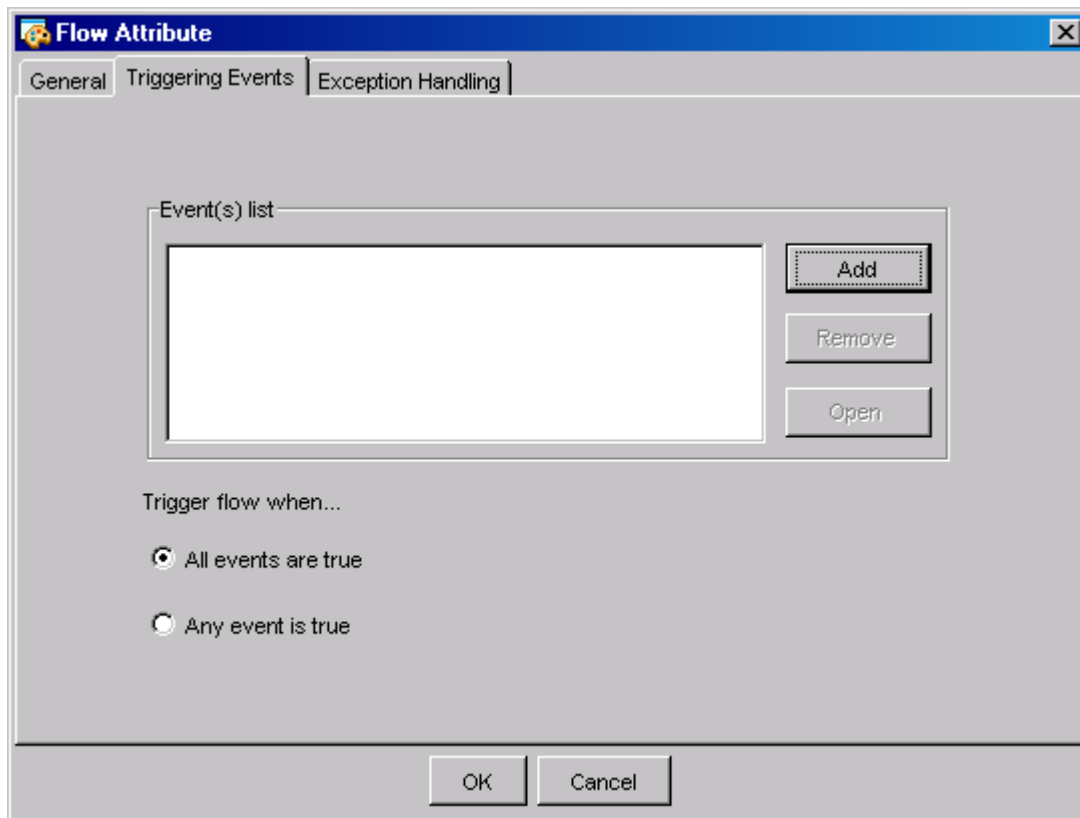 Flow Attribute
General
Triggering Events
Exception Handling
Event(s) list
Add
Remove
Open
Trigger flow when...
All events are true
Any event is true
OK
Cancel